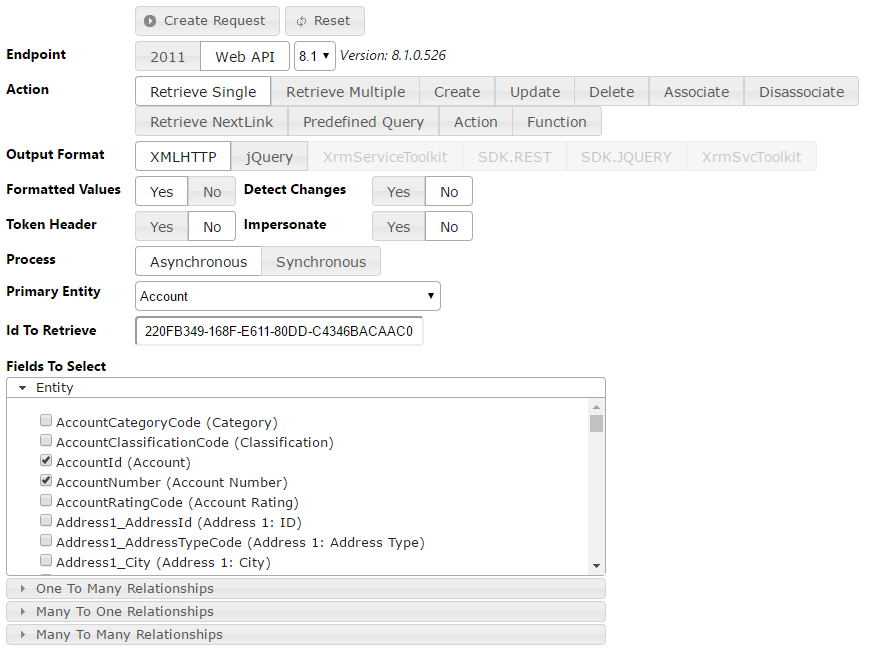 Create Request Reset
Endpoint 2011 Web API 8.1 Version: 8.1.0.526
Action Retrieve Single Retrieve Multiple Create Update Delete Associate Disassociate
Retrieve NextLink Predefined Query Action Function
Output Format XMLHTTP jQuery XrmServiceToolkit SDK.REST SDK.JQUERY XrmSvcToolkit
Formatted Values Yes No Detect Changes Yes No
Token Header Yes No Impersonate Yes No
Process Asynchronous Synchronous
Primary Entity Account
Id To Retrieve 220FB349-168F-E611-80DD-C4346BACAAC0
Fields To Select
Entity
AccountCategoryCode (Category)
AccountClassificationCode (Classification)
AccountId (Account)
AccountNumber (Account Number)
AccountRatingCode (Account Rating)
Address1_AddressId (Address 1: ID)
Address1_AddressTypeCode (Address 1: Address Type)
Address1_City (Address 1: City)
One To Many Relationships
Many To One Relationships
Many To Many Relationships